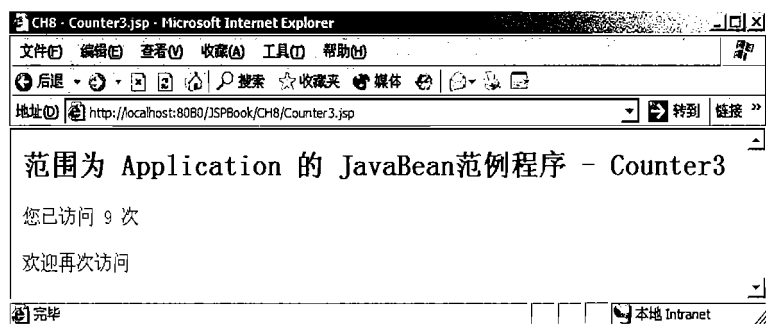 CH8 - Counter3.jsp - Microsoft Internet Explorer
文件(F) 编辑(E) 查看(V) 收藏(A) 工具(T) 帮助(H)
后退 搜索 收藏夹 媒体
地址(D) http://localhost:8080/JSPBook/CH8/Counter3.jsp 转到 链接 »
范围为 Application 的 JavaBean范例程序 - Counter3
您已访问 9 次
欢迎再次访问
完毕 本地 Intranet